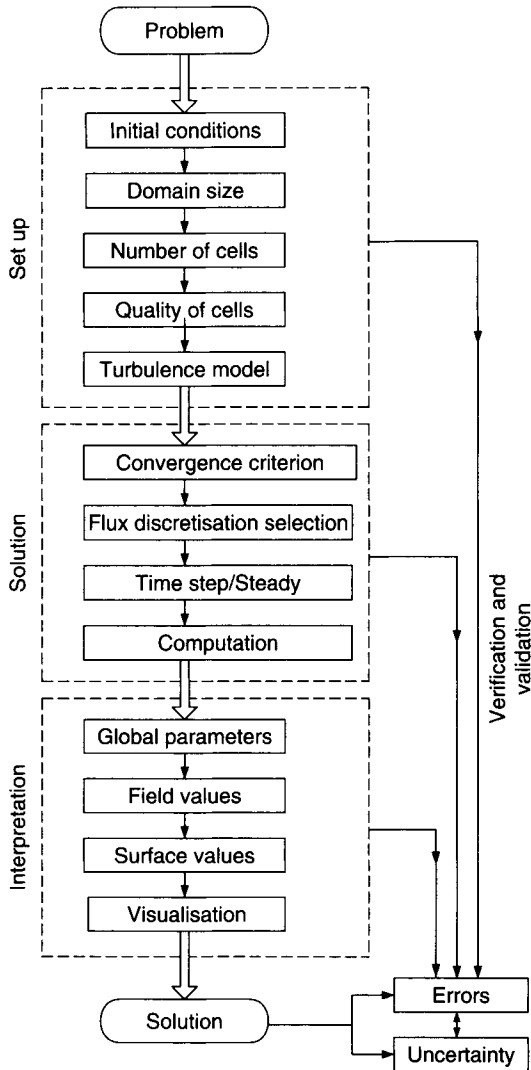 Problem
Set up
Initial conditions
Domain size
Number of cells
Quality of cells
Turbulence model
Solution
Convergence criterion
Flux discretisation selection
Time step/Steady
Computation
Interpretation
Global parameters
Field values
Surface values
Visualisation
Solution
Verification and
validation
Errors
Uncertainty